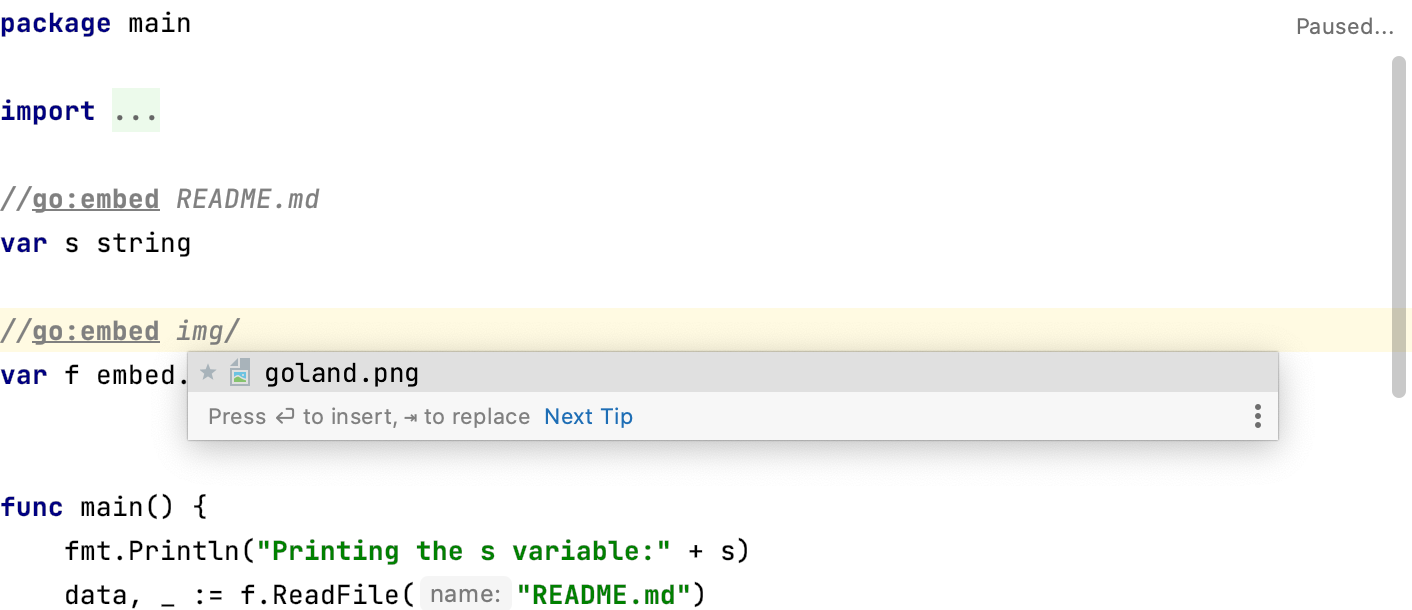 package main
Paused...
import ...
//go:embed README.md
var s string
//go:embed img/
var f embed.
goland.png
Press ⏎ to insert, ⇥ to replace Next Tip
func main() {
fmt.Println("Printing the s variable:" + s)
data, _ := f.ReadFile( name: "README.md")